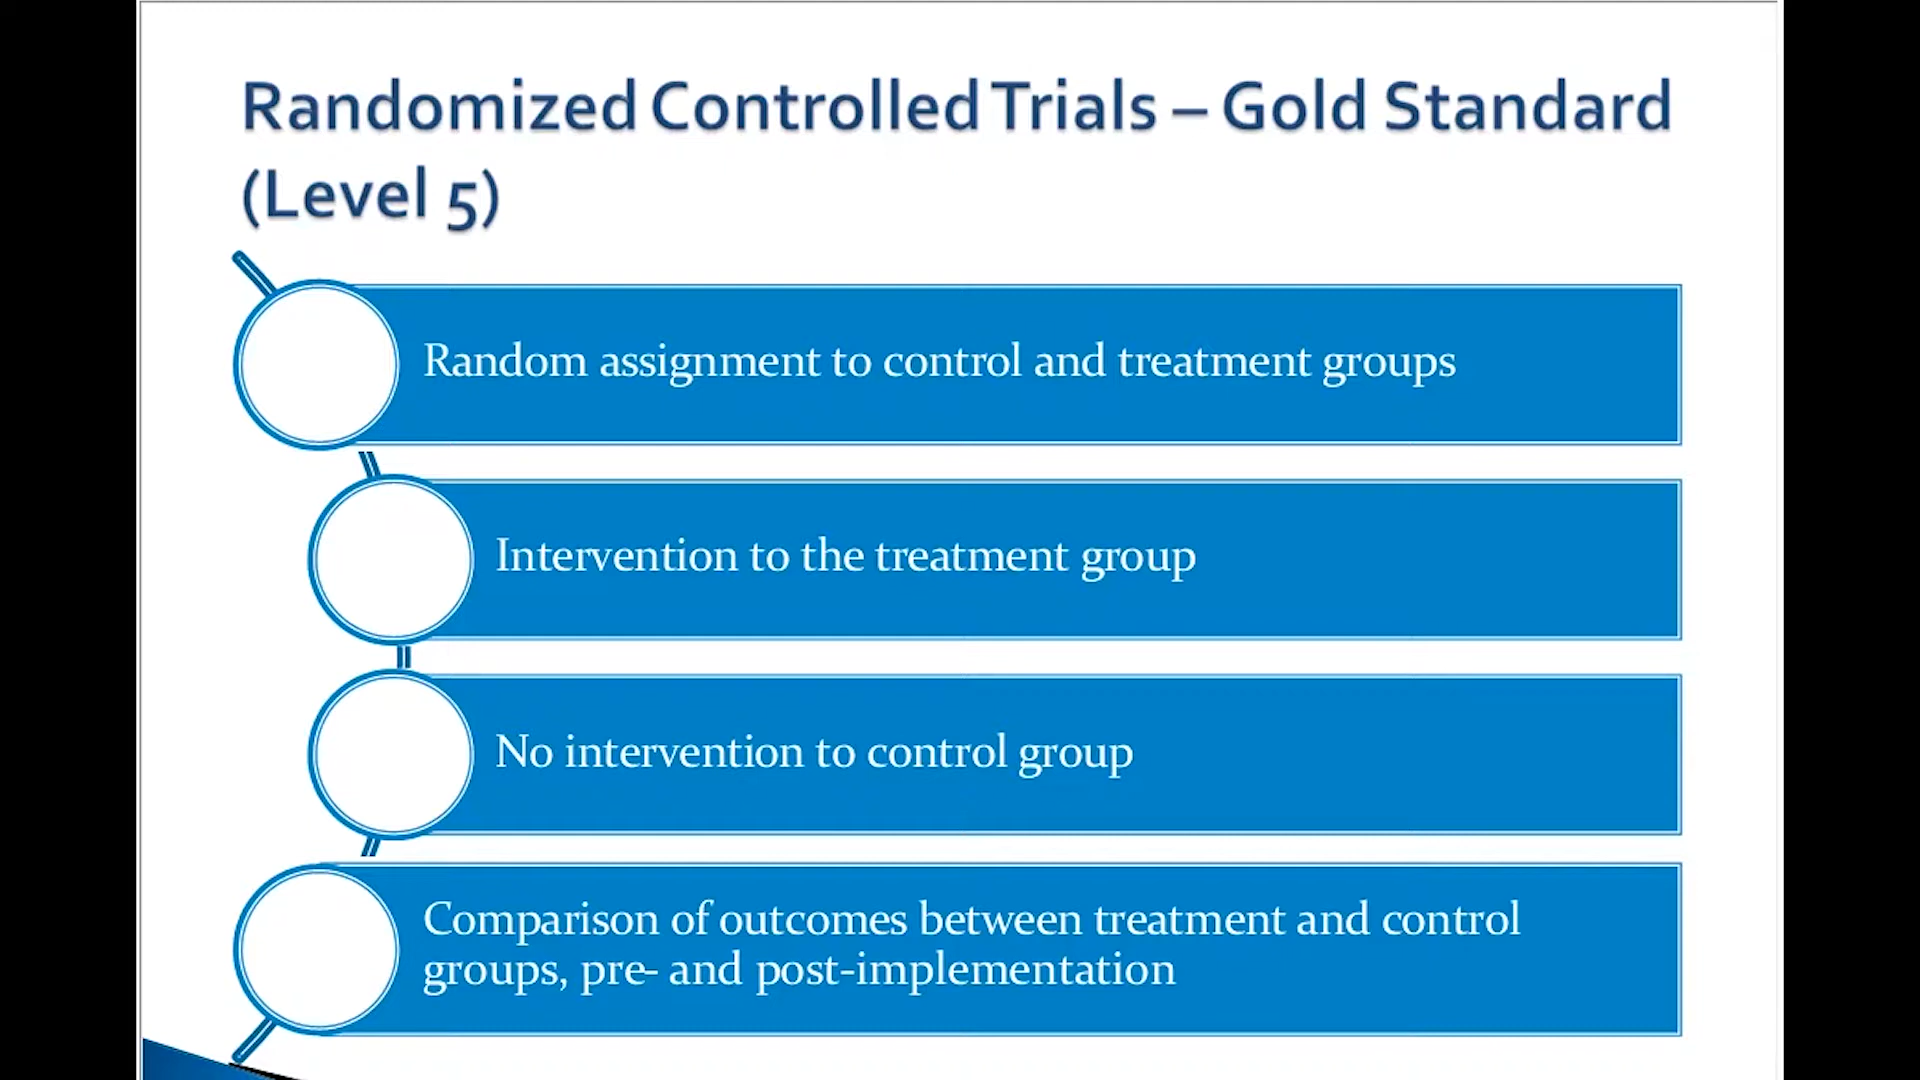 Randomized Controlled Trials – Gold Standard
(Level 5)
Random assignment to control and treatment groups
Intervention to the treatment group
No intervention to control group
Comparison of outcomes between treatment and control
groups, pre- and post-implementation